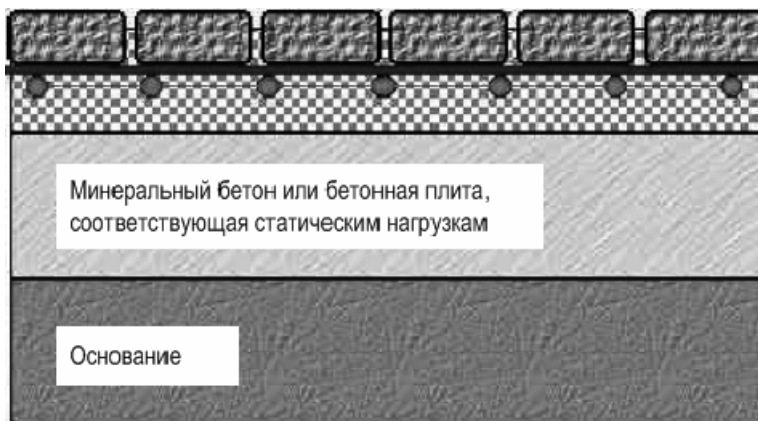 Минеральный бетон или бетонная плита,
соответствующая статическим нагрузкам
Основание